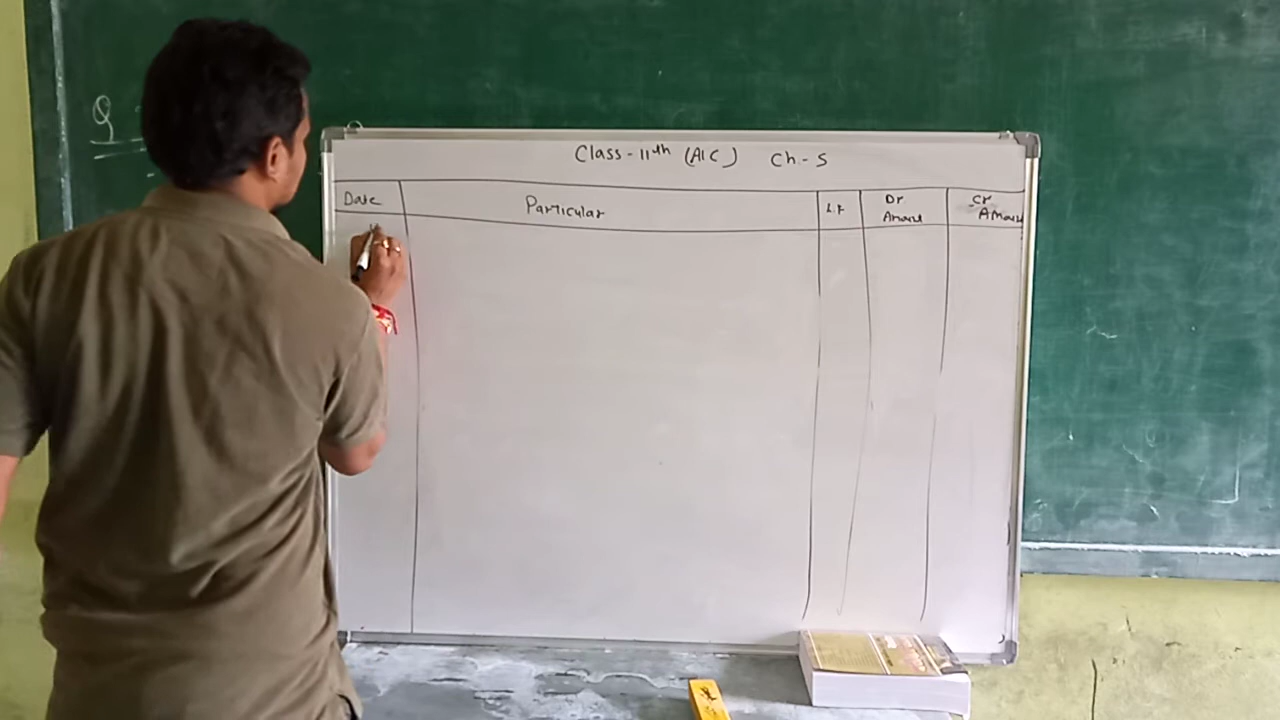 Class - 11th (A/C) Ch - 5
Date Particular L.F Dr Cr
Amount Amount